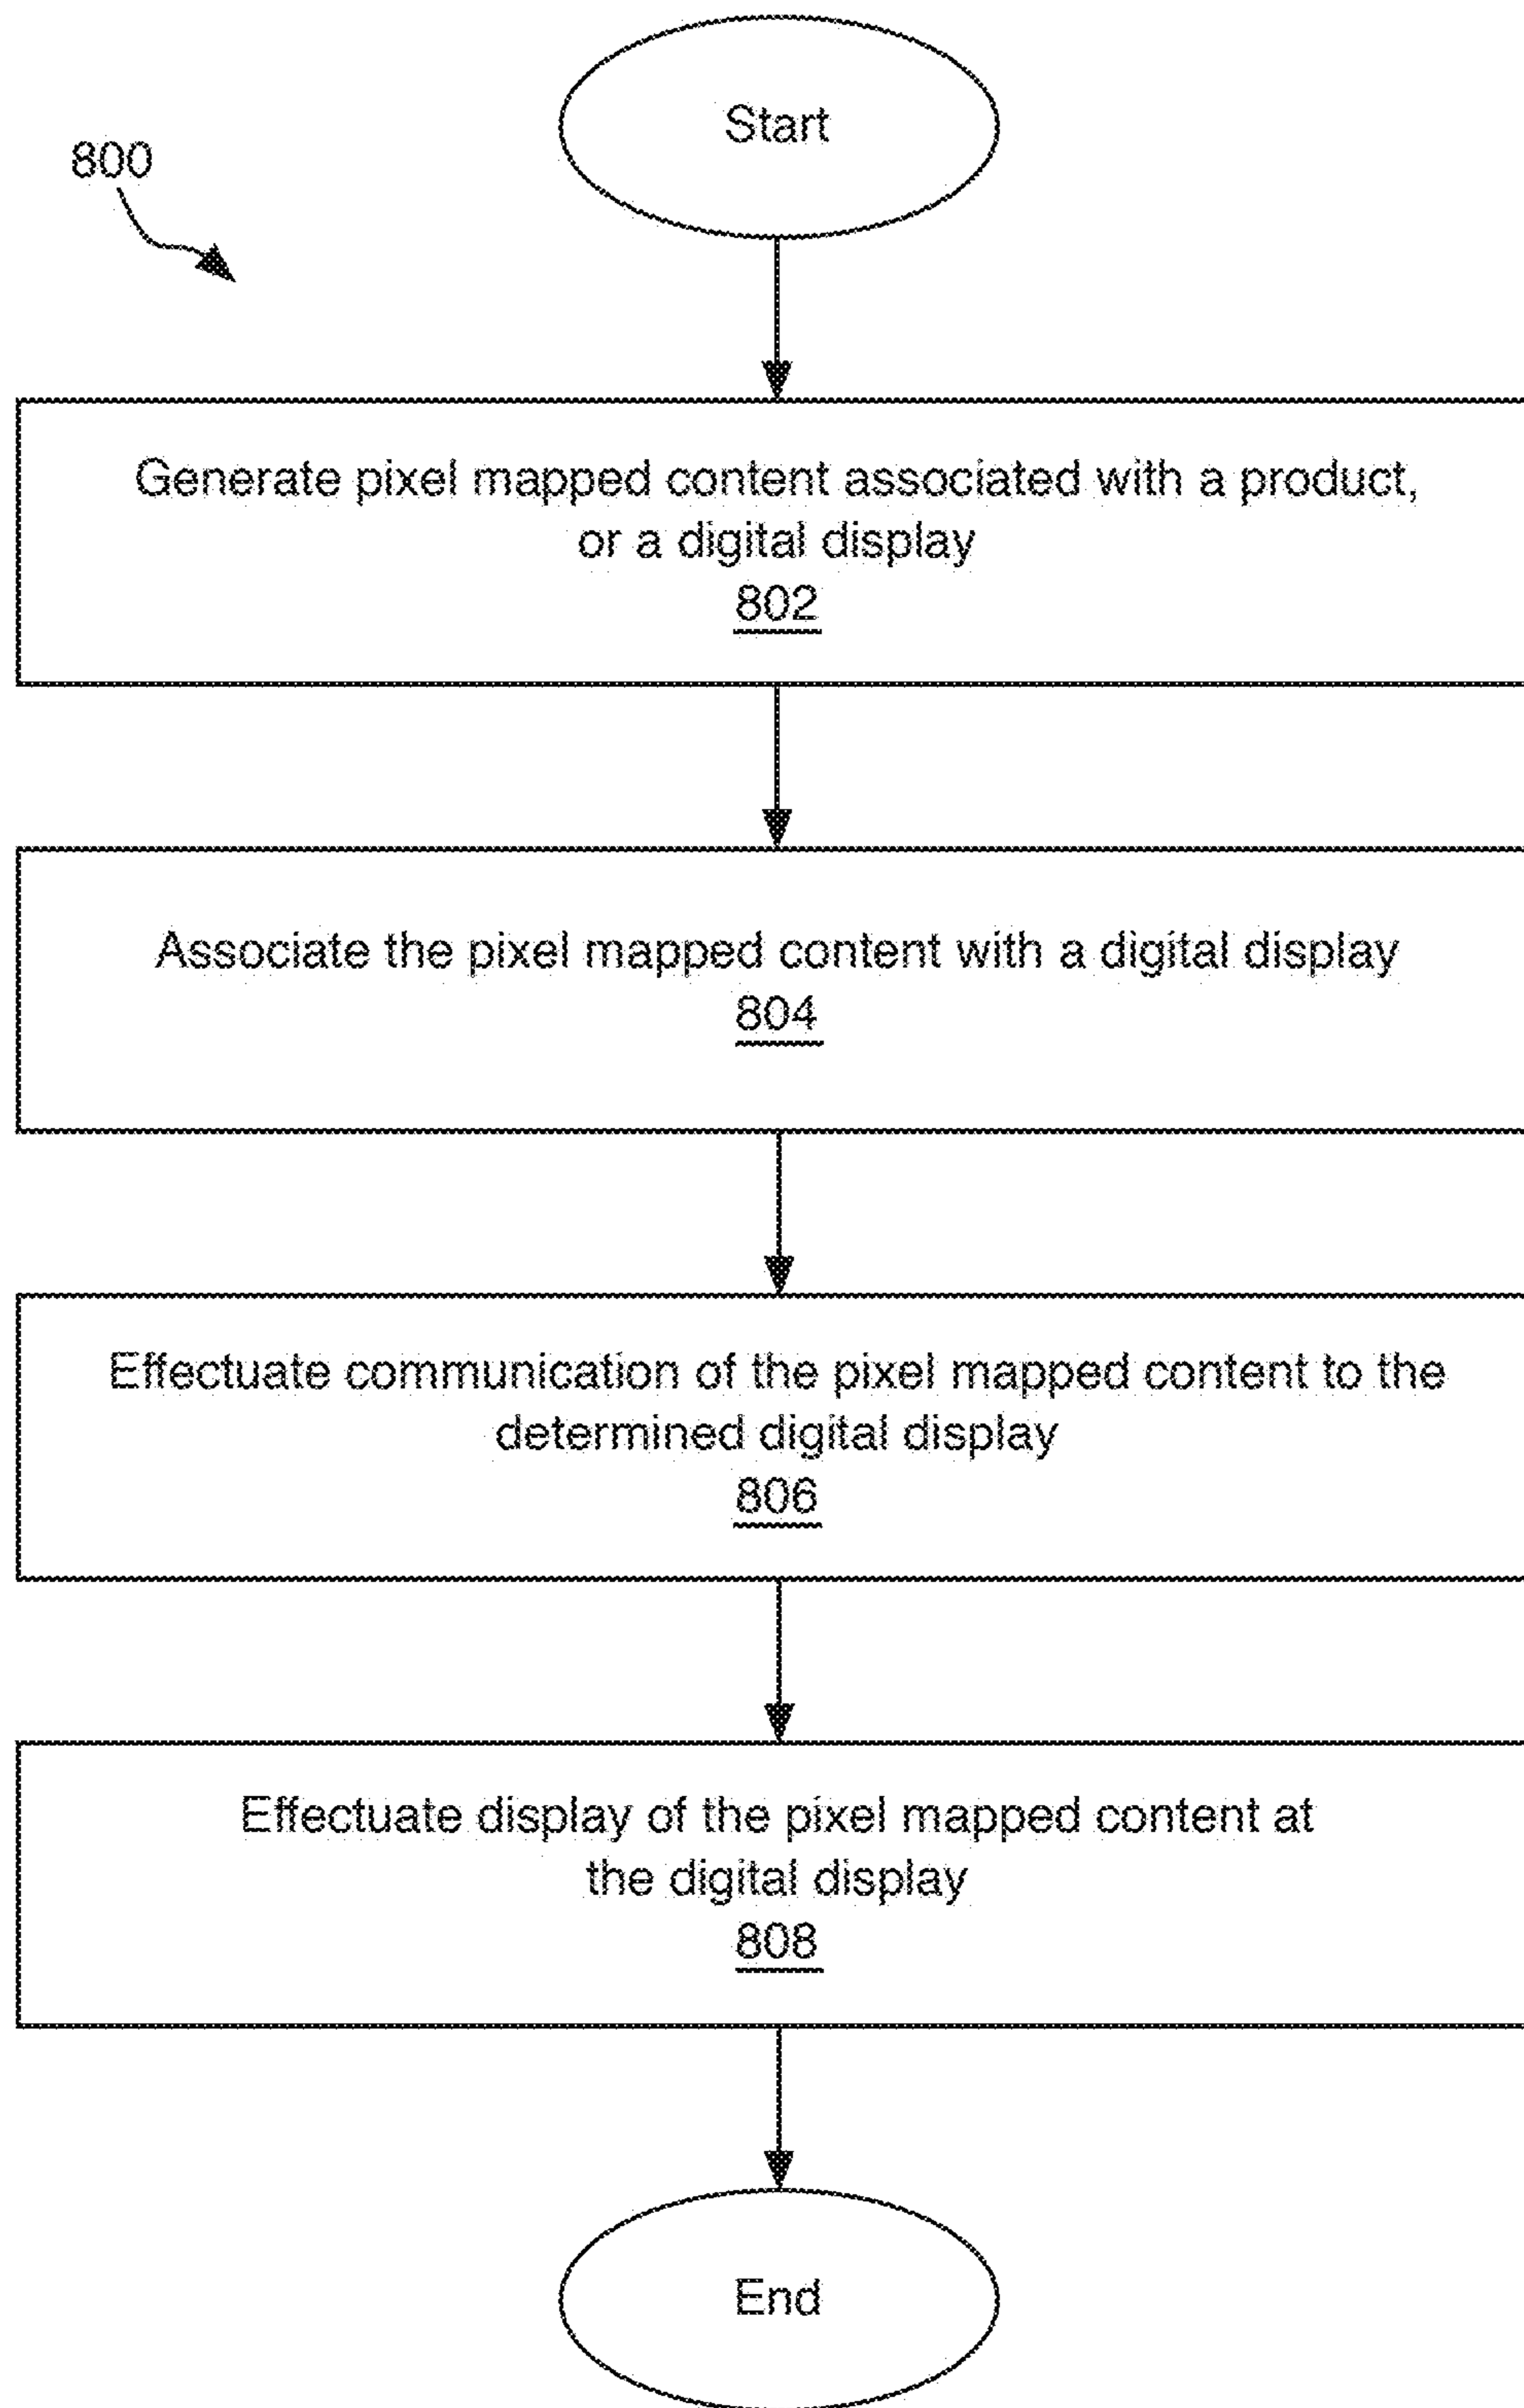 Start
800
Generate pixel mapped content associated with a product,
or a digital display
802
Associate the pixel mapped content with a digital display
804
Effectuate communication of the pixel mapped content to the
determined digital display
806
Effectuate display of the pixel mapped content at
the digital display
808
End